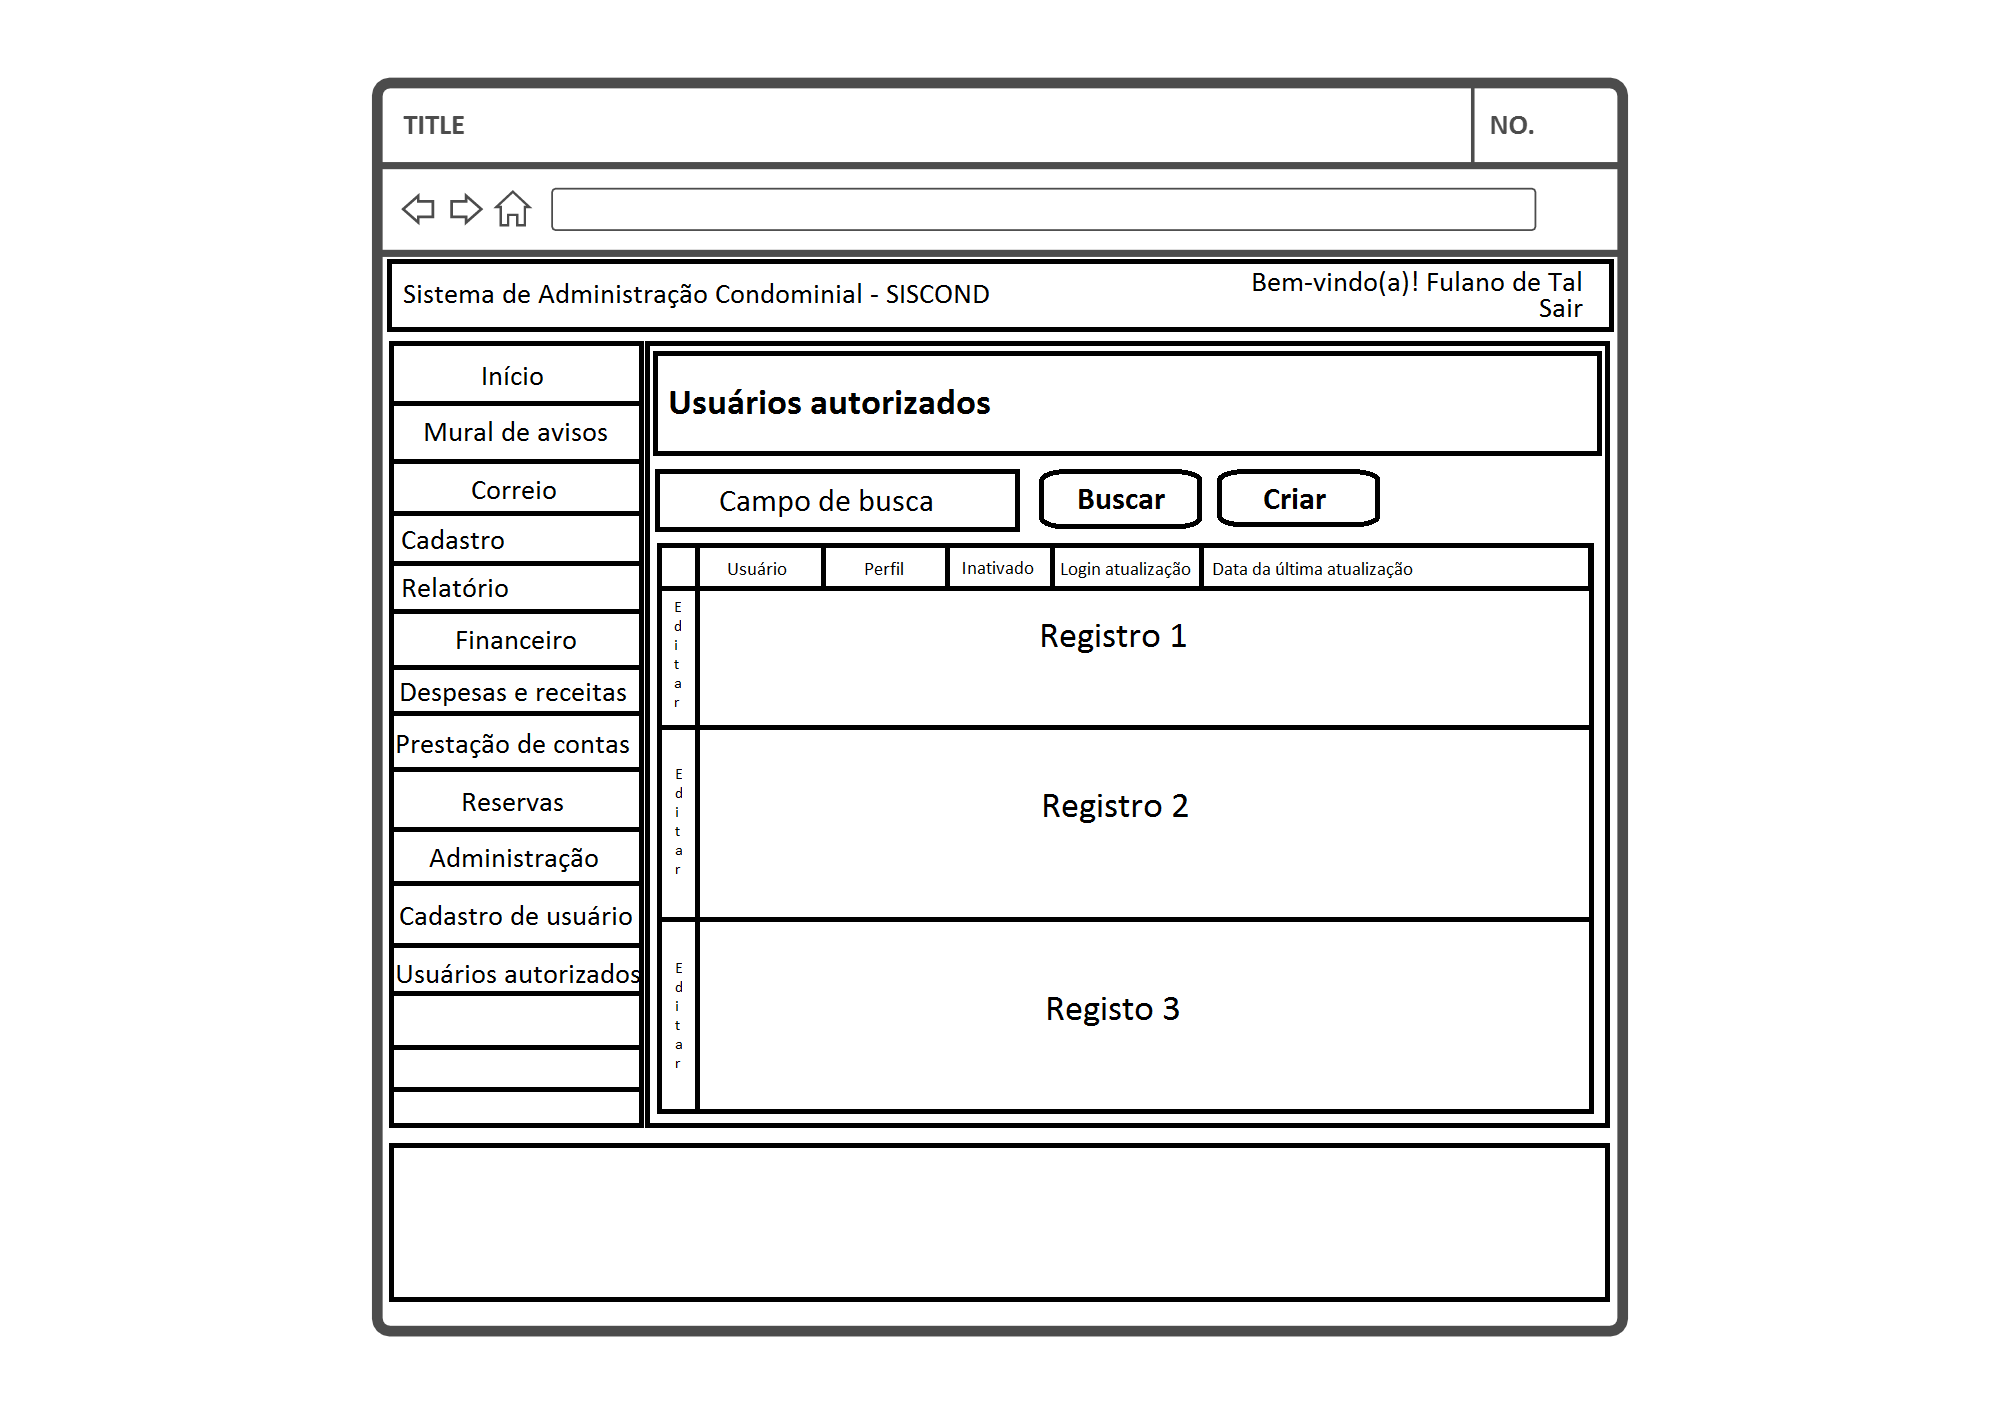 TITLE
NO.
Sistema de Administração Condominial - SISCOND
Bem-vindo(a)! Fulano de Tal
Sair
Início
Mural de avisos
Correio
Cadastro
Relatório
Financeiro
Despesas e receitas
Prestação de contas
Reservas
Administração
Cadastro de usuário
Usuários autorizados
Usuários autorizados
Campo de busca
Buscar
Criar
Usuário
Perfil
Inativado
Login atualização
Data da última atualização
Editar
Registro 1
Editar
Registro 2
Editar
Registo 3